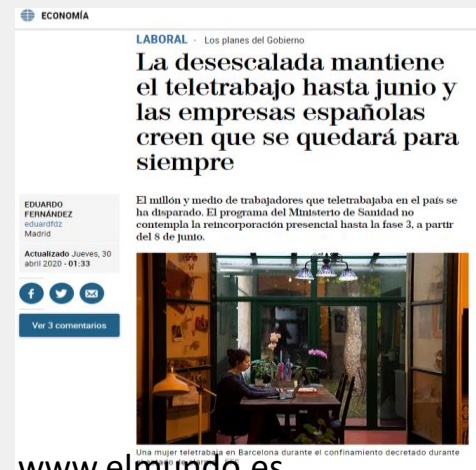 ECONOMÍA
LABORAL - Los planes del Gobierno
La desescalada mantiene
el teletrabajo hasta junio y
las empresas españolas
creen que se quedará para
siempre
EDUARDO
FERNÁNDEZ
eduardfdz
Madrid
Actualizado Jueves, 30
abril 2020 - 01:33
Ver 3 comentarios
El millón y medio de trabajadores que teletrabajaba en el país se
ha disparado. El programa del Ministerio de Sanidad no
contempla la reincorporación presencial hasta la fase 3, a partir
del 8 de junio.
Una mujer teletrabaja en Barcelona durante el confinamiento decretado durante
www.elmundo.es